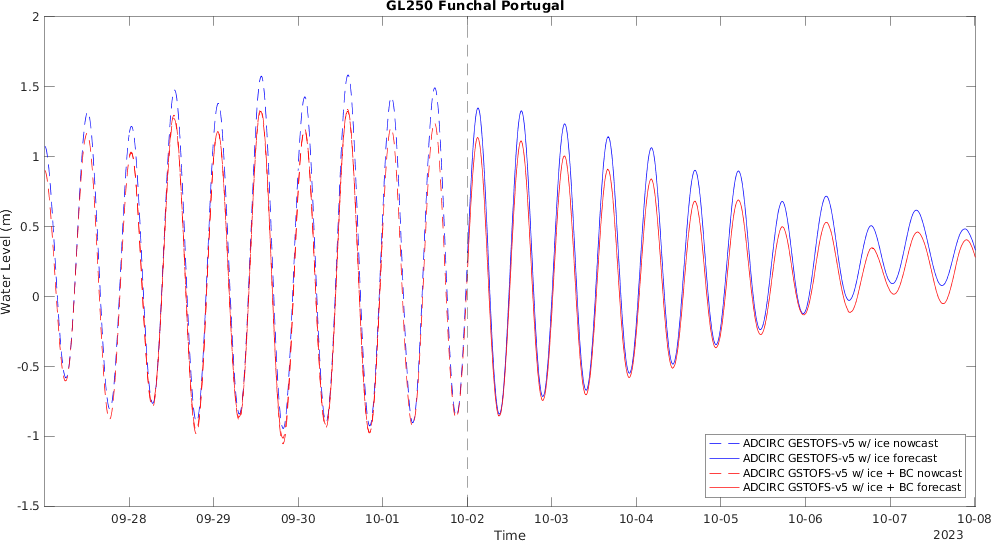 GL250 Funchal Portugal
2
1.5
1
0.5
0
-0.5
-1
-1.5
Water Level (m)
ADCIRC GESTOFS-v5 w/ ice nowcast
ADCIRC GESTOFS-v5 w/ ice forecast
ADCIRC GSTOFS-v5 w/ ice + BC nowcast
ADCIRC GSTOFS-v5 w/ ice + BC forecast
09-28 09-29 09-30 10-01 10-02 10-03 10-04 10-05 10-06 10-07 10-08
Time
2023